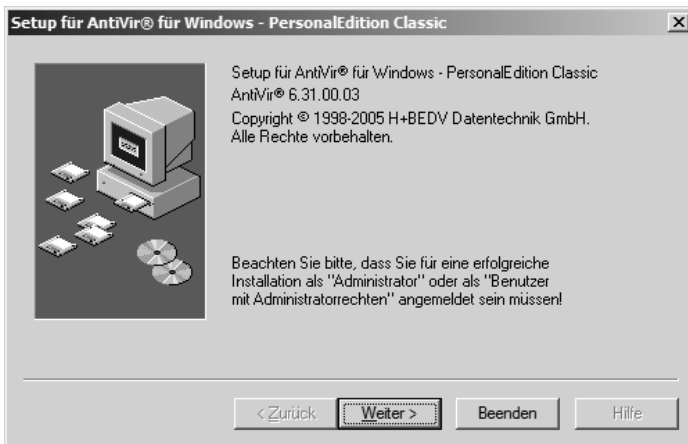 Setup für AntiVir® für Windows - PersonalEdition Classic
Setup für AntiVir® für Windows - PersonalEdition Classic
AntiVir® 6.31.00.03
Copyright © 1998-2005 H+BEDV Datentechnik GmbH.
Alle Rechte vorbehalten.
Beachten Sie bitte, dass Sie für eine erfolgreiche
Installation als "Administrator" oder als "Benutzer
mit Administratorrechten" angemeldet sein müssen!
< Zurück Weiter > Beenden Hilfe